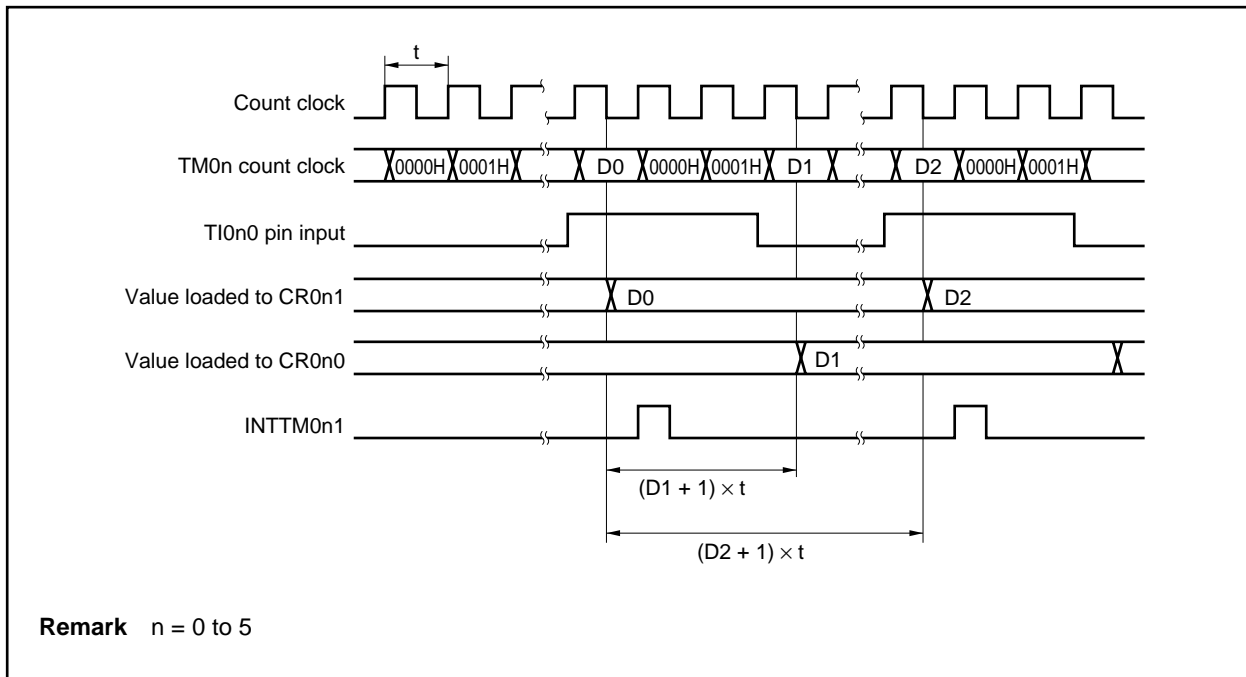 t
Count clock
TM0n count clock 0000H 0001H D0 0000H 0001H D1 D2 0000H 0001H
TI0n0 pin input
Value loaded to CR0n1 D0 D2
Value loaded to CR0n0 D1
INTTM0n1
(D1 + 1) × t
(D2 + 1) × t
Remark n = 0 to 5